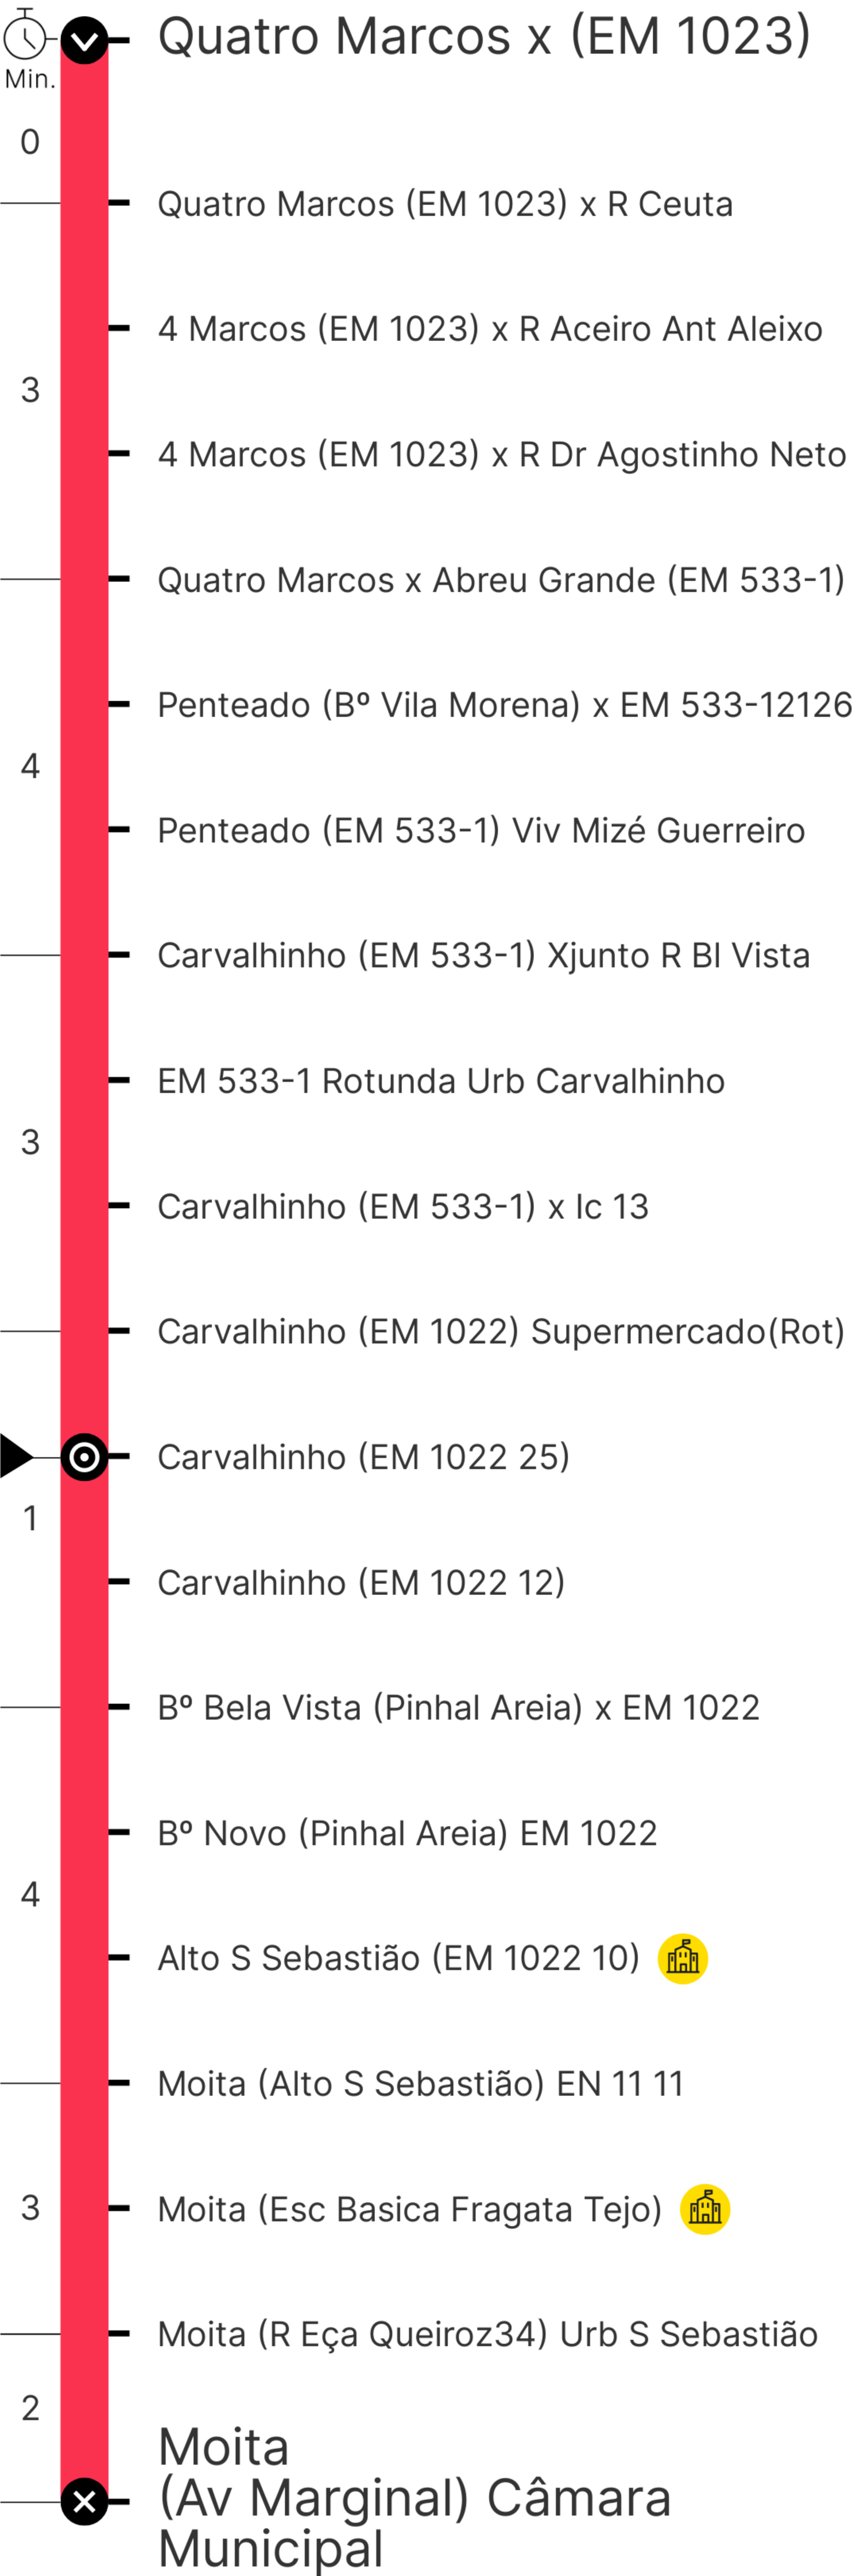 Quatro Marcos x (EM 1023)
Min.
0
Quatro Marcos (EM 1023) x R Ceuta
4 Marcos (EM 1023) x R Aceiro Ant Aleixo
3
4 Marcos (EM 1023) x R Dr Agostinho Neto
Quatro Marcos x Abreu Grande (EM 533-1)
Penteado (Bº Vila Morena) x EM 533-12126
4
Penteado (EM 533-1) Viv Mizé Guerreiro
Carvalhinho (EM 533-1) Xjunto R Bl Vista
EM 533-1 Rotunda Urb Carvalhinho
3
Carvalhinho (EM 533-1) x Ic 13
Carvalhinho (EM 1022) Supermercado(Rot)
Carvalhinho (EM 1022 25)
1
Carvalhinho (EM 1022 12)
Bº Bela Vista (Pinhal Areia) x EM 1022
Bº Novo (Pinhal Areia) EM 1022
4
Alto S Sebastião (EM 1022 10)
Moita (Alto S Sebastião) EN 11 11
3
Moita (Esc Basica Fragata Tejo)
Moita (R Eça Queiroz34) Urb S Sebastião
2
Moita
(Av Marginal) Câmara
Municipal